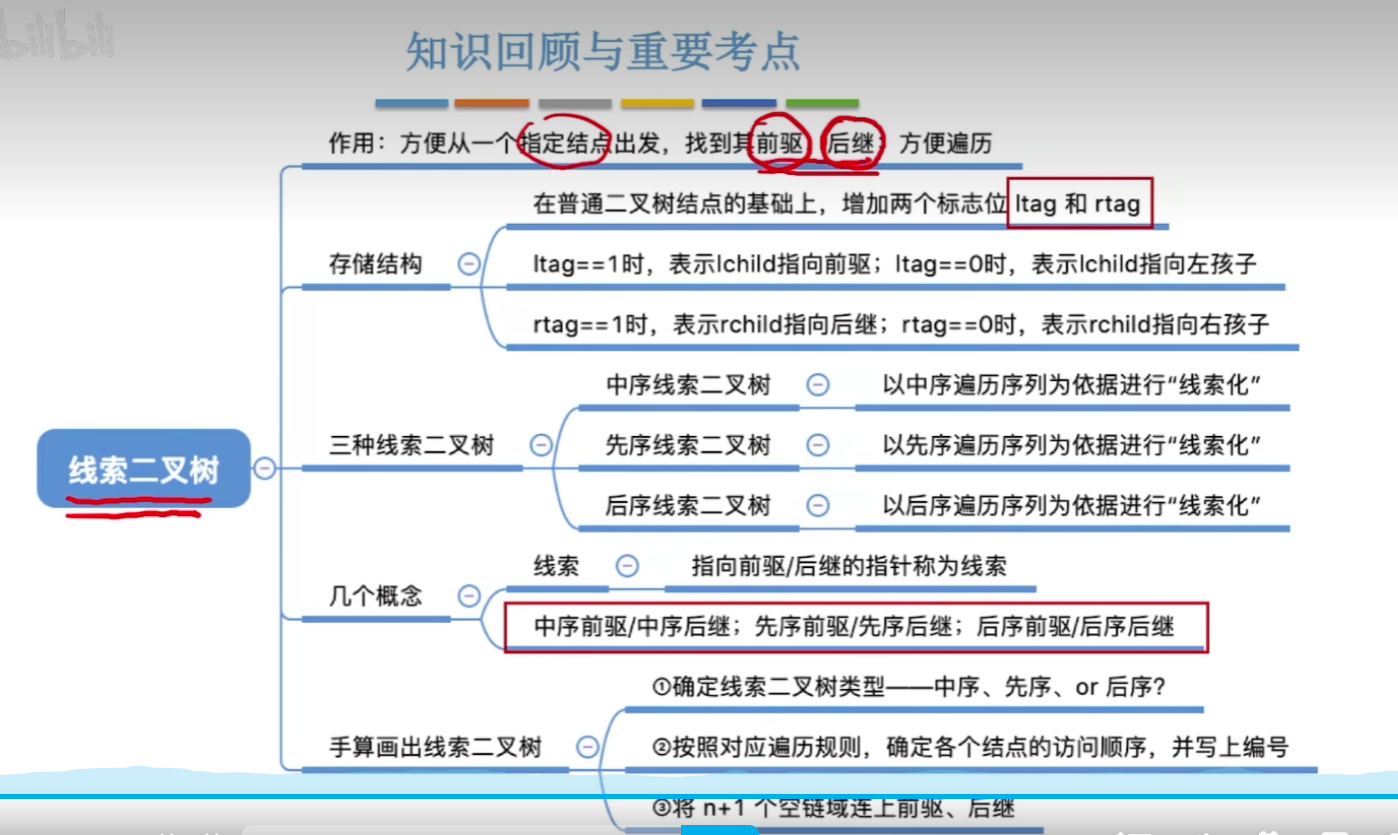 bilibili
知识回顾与重要考点
作用：方便从一个指定结点出发，找到其前驱、后继；方便遍历
在普通二叉树结点的基础上，增加两个标志位 ltag 和 rtag
存储结构
ltag==1时，表示lchild指向前驱；ltag==0时，表示lchild指向左孩子
rtag==1时，表示rchild指向后继；rtag==0时，表示rchild指向右孩子
中序线索二叉树
以中序遍历序列为依据进行“线索化”
三种线索二叉树
先序线索二叉树
以先序遍历序列为依据进行“线索化”
线索二叉树
后序线索二叉树
以后序遍历序列为依据进行“线索化”
线索
指向前驱/后继的指针称为线索
几个概念
中序前驱/中序后继；先序前驱/先序后继；后序前驱/后序后继
①确定线索二叉树类型——中序、先序、or 后序？
手算画出线索二叉树
②按照对应遍历规则，确定各个结点的访问顺序，并写上编号
③将 n+1 个空链域连上前驱、后继